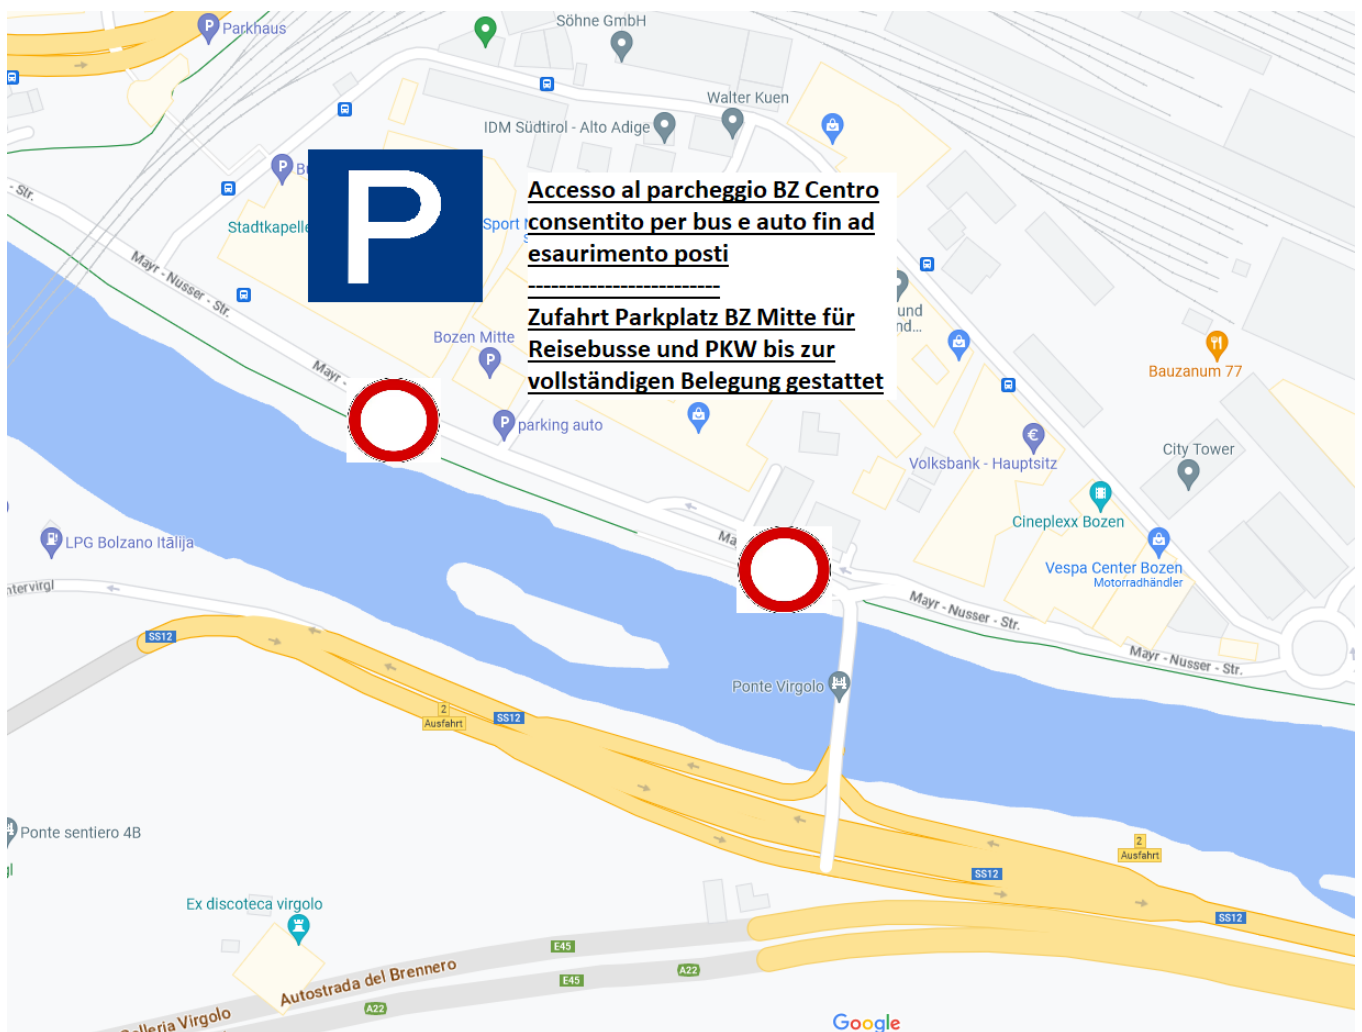 Parkhaus
Söhne GmbH
Walter Kuen
IDM Südtirol - Alto Adige
P
Accesso al parcheggio BZ Centro
consentito per bus e auto fin ad
esaurimento posti
-------------------------
Zufahrt Parkplatz BZ Mitte für
Reisebusse und PKW bis zur
vollständigen Belegung gestattet
- Str.
Stadtkapelle
Sport
Mayr - Nusser - Str.
Bozen Mitte
Mayr -
parking auto
und
Bauzanum 77
Volksbank - Hauptsitz
City Tower
Cineplexx Bozen
Vespa Center Bozen
Motorradhändler
LPG Bolzano Itālija
Mayr - Nusser - Str.
Mayr - Nusser - Str.
SS12
Ponte Virgolo
2
Ausfahrt
SS12
Ponte sentiero 4B
2
Ausfahrt
SS12
SS12
Ex discoteca virgolo
E45
E45
A22
A22
Autostrada del Brennero
Virgolo
Google